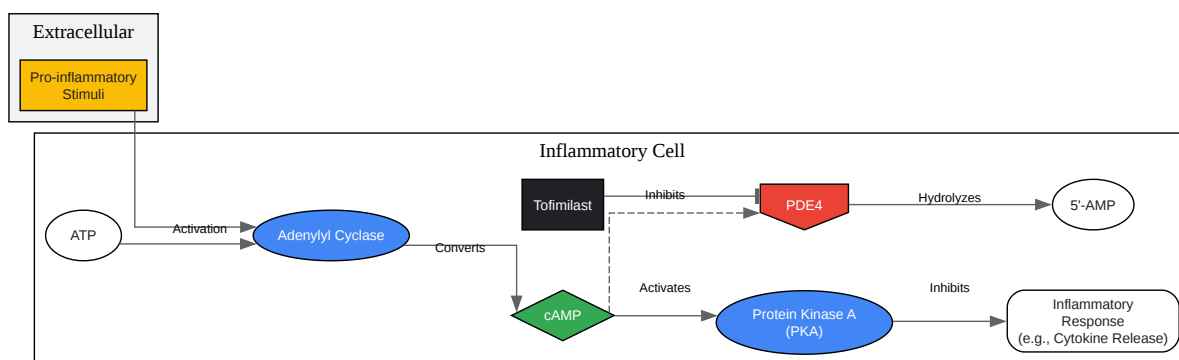 Extracellular
Pro-inflammatory
Stimuli
Inflammatory Cell
Tofimilast
Inhibits
PDE4
Hydrolyzes
5'-AMP
ATP
Activation
Adenylyl Cyclase
Converts
cAMP
Activates
Protein Kinase A
(PKA)
Inhibits
Inflammatory
Response
(e.g., Cytokine Release)